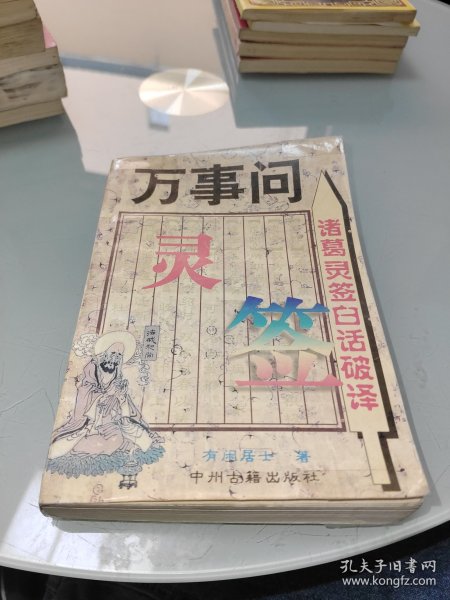 万事问
灵
签
诸葛灵签白话破译
有闲居士 著
中州古籍出版社
孔夫子旧书网
www.kongfz.com